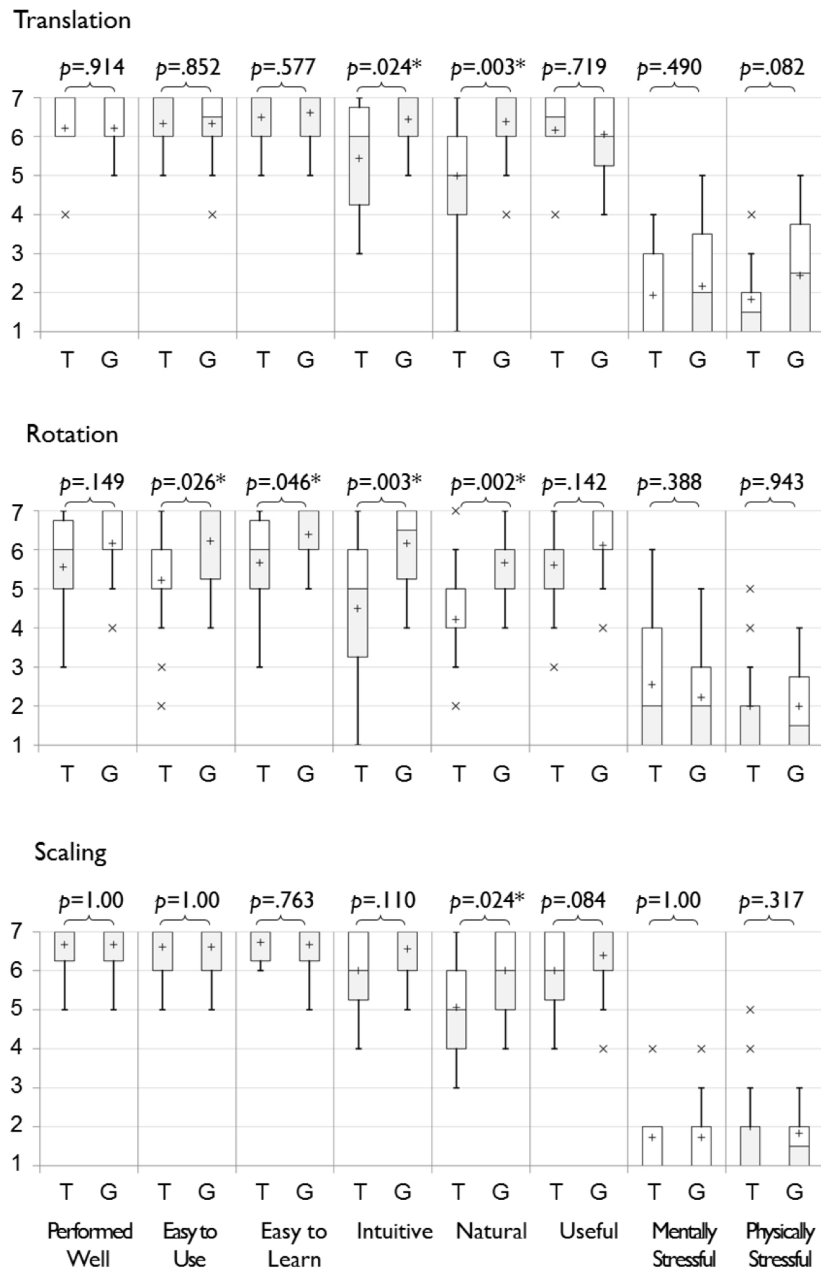 Translation
p=.914 p=.852 p=.577 p=.024* p=.003* p=.719 p=.490 p=.082
7
6
5
4
3
2
1
T G T G T G T G T G T G T G T G
Rotation
p=.149 p=.026* p=.046* p=.003* p=.002* p=.142 p=.388 p=.943
7
6
5
4
3
2
1
T G T G T G T G T G T G T G T G
Scaling
p=1.00 p=1.00 p=.763 p=.110 p=.024* p=.084 p=1.00 p=.317
7
6
5
4
3
2
1
T G T G T G T G T G T G T G T G
Performed Easy to Easy to Intuitive Natural Useful Mentally Physically
Well Use Learn Stressful Stressful